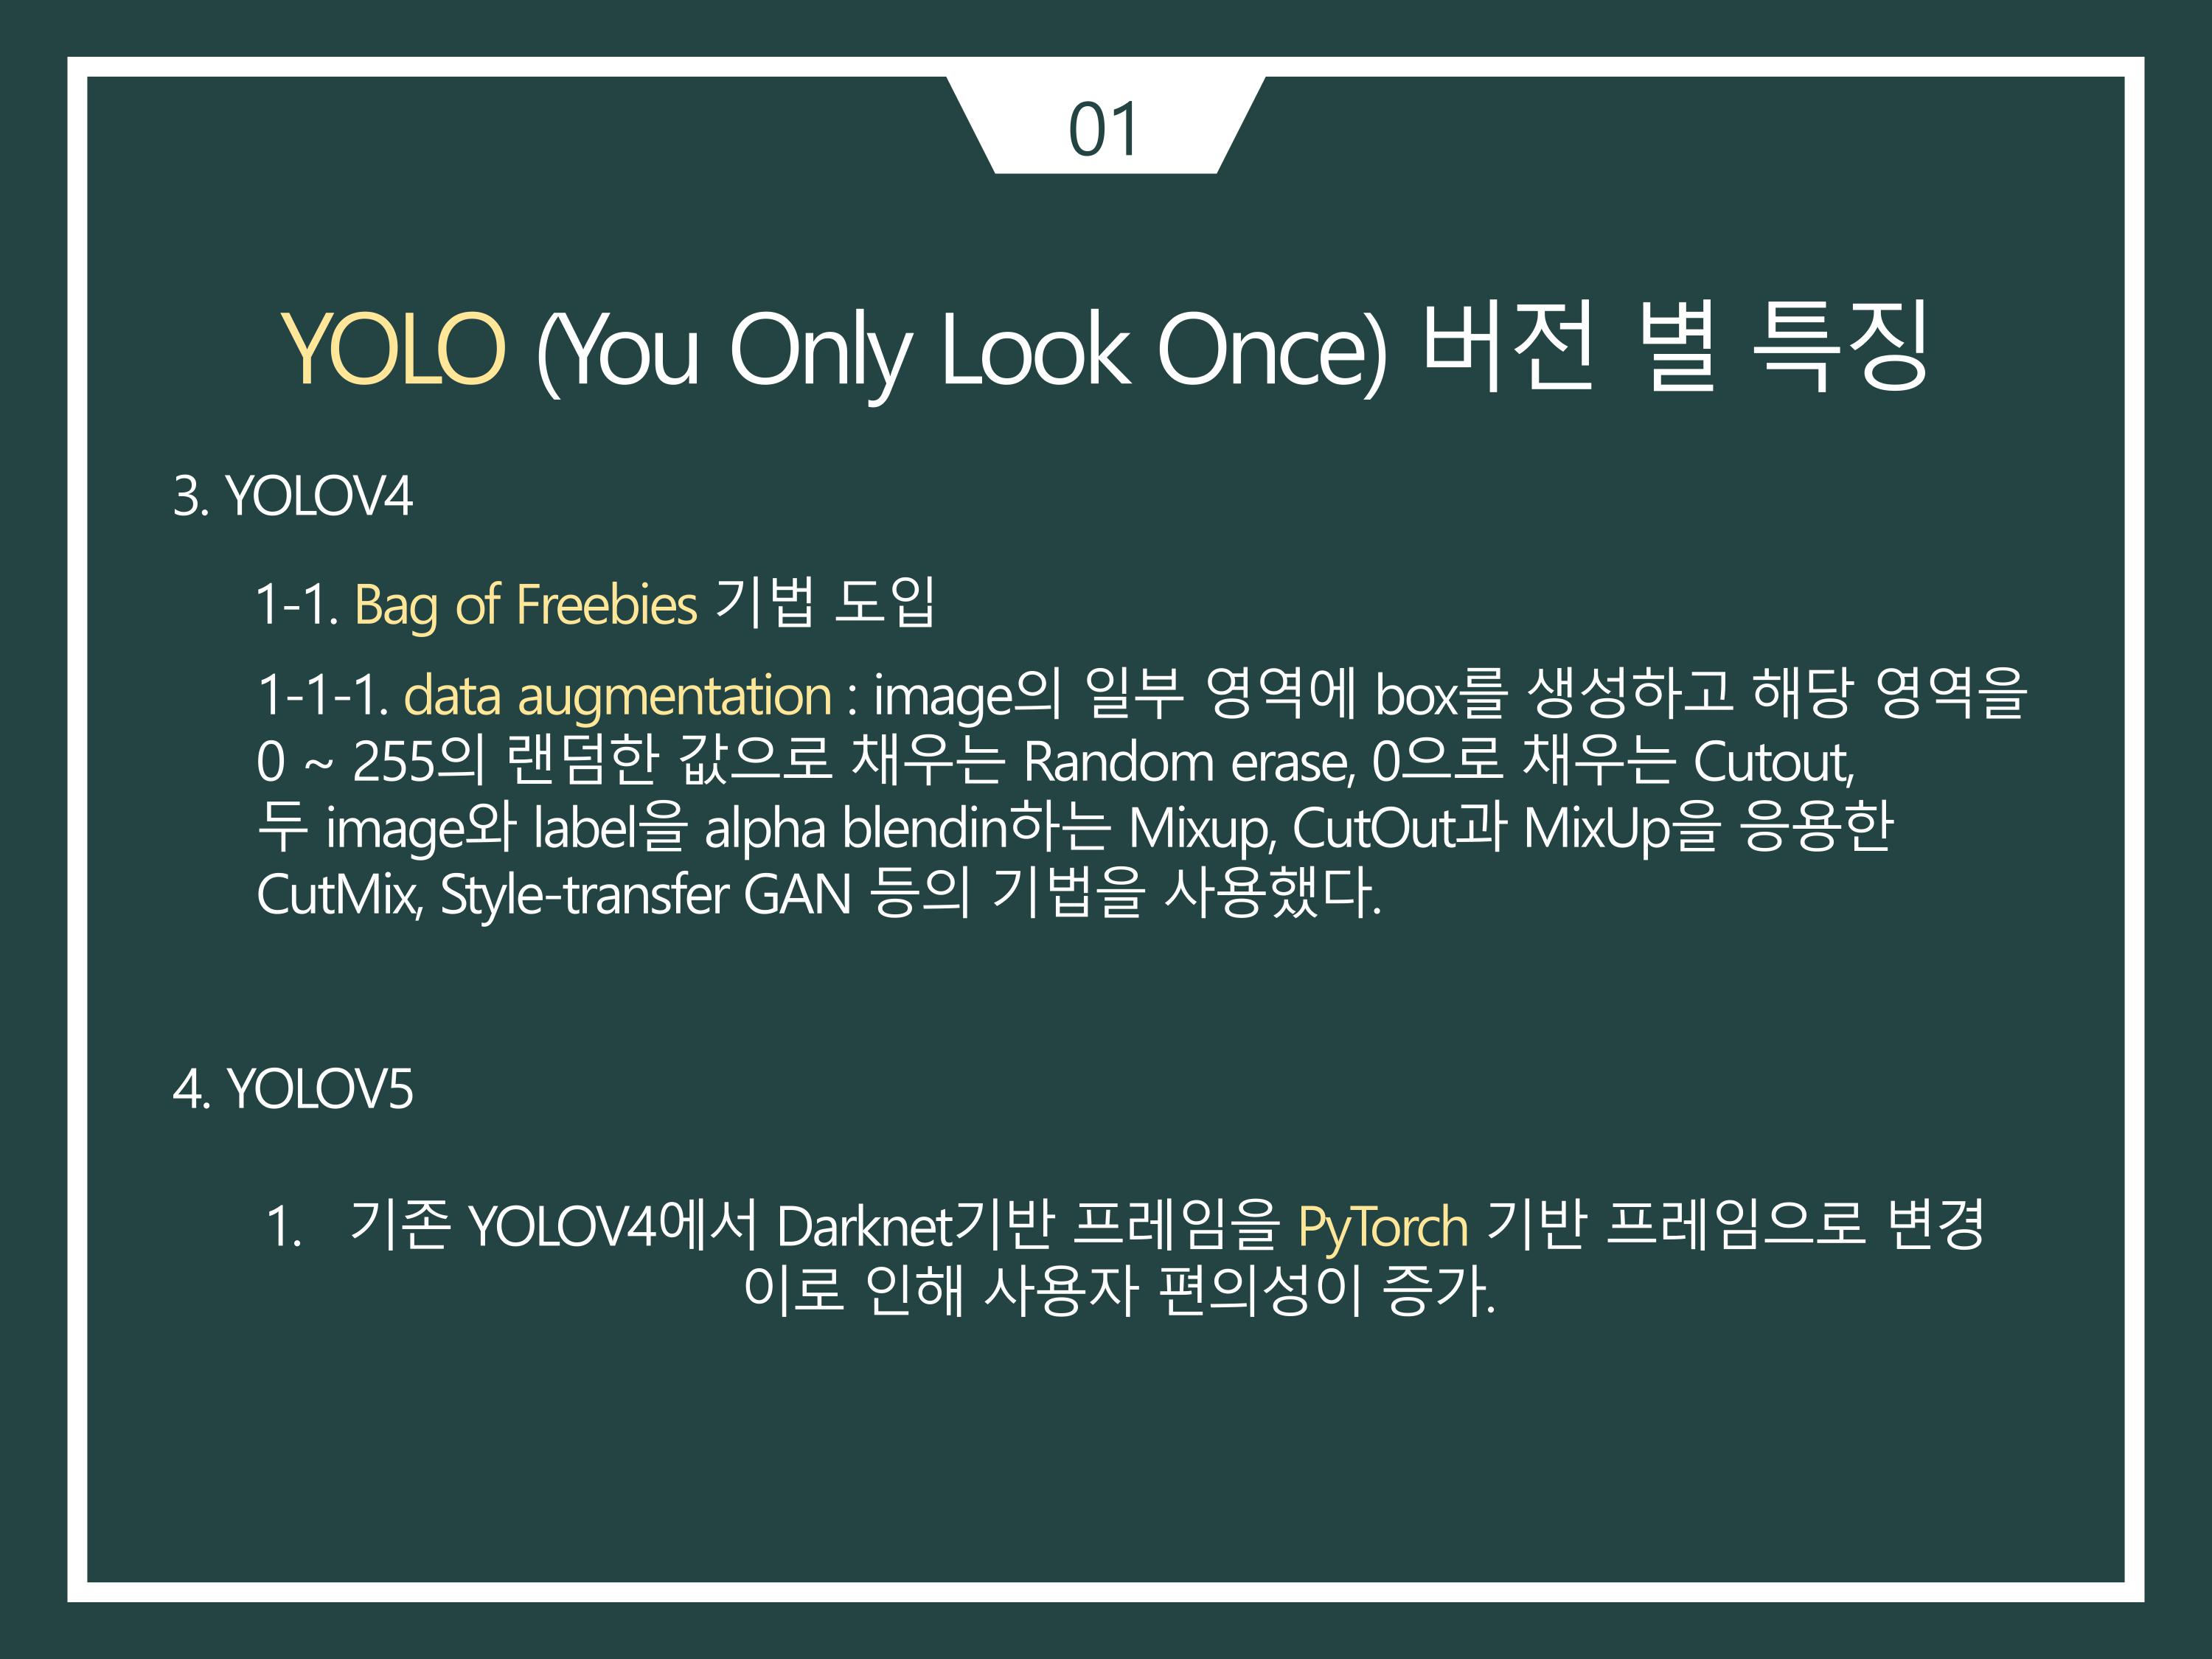 01
YOLO (You Only Look Once) 버전 별 특징
3. YOLOV4
1-1. Bag of Freebies 기법 도입
1-1-1. data augmentation : image의 일부 영역에 box를 생성하고 해당 영역을
0 ~ 255의 랜덤한 값으로 채우는 Random erase, 0으로 채우는 Cutout,
두 image와 label을 alpha blendin하는 Mixup, CutOut과 MixUp을 응용한
CutMix, Style-transfer GAN 등의 기법을 사용했다.
4. YOLOV5
1. 기존 YOLOV4에서 Darknet기반 프레임을 PyTorch 기반 프레임으로 변경
이로 인해 사용자 편의성이 증가.